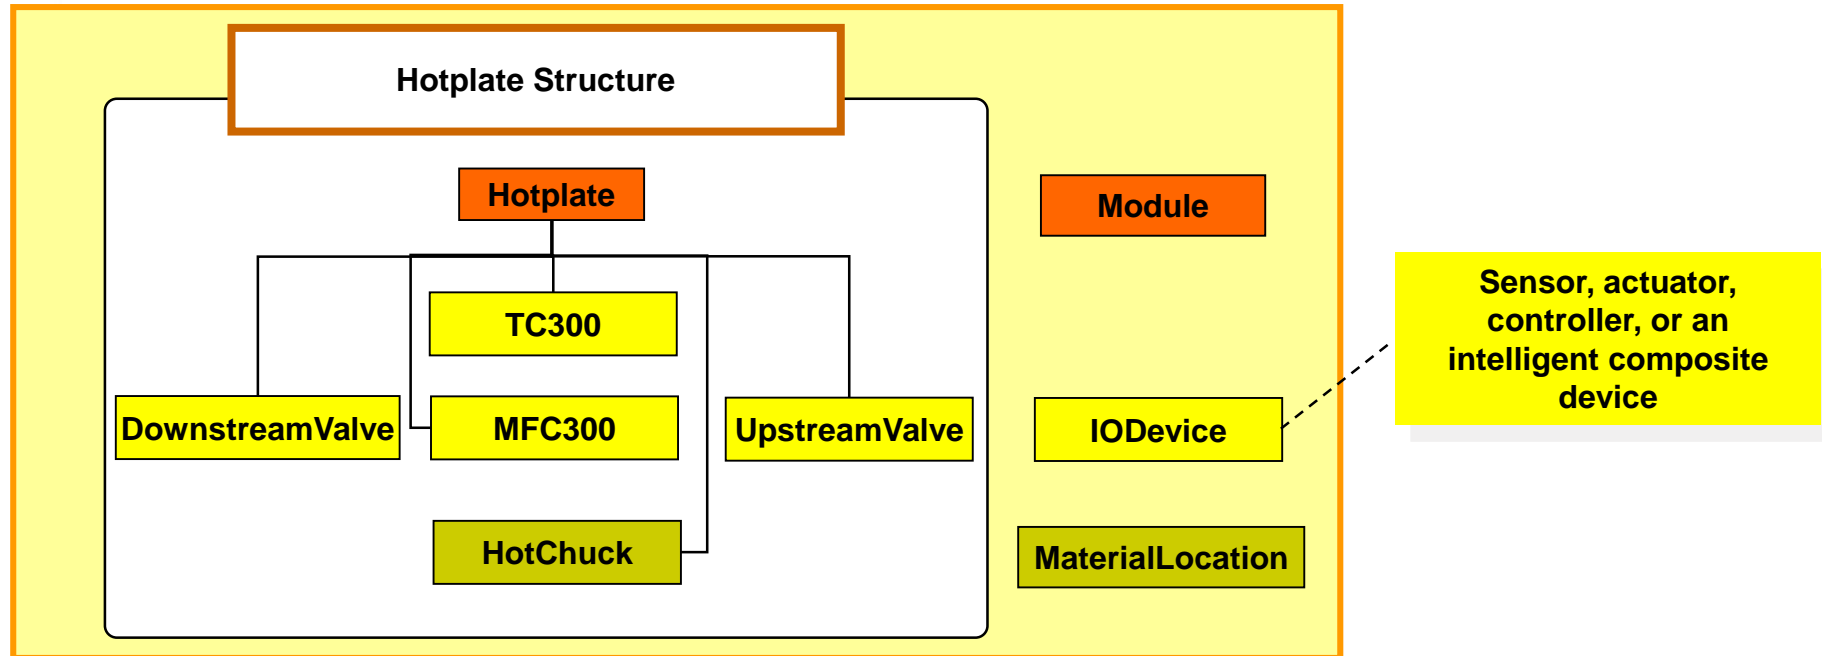 Hotplate Structure
Hotplate
TC300
DownstreamValve
MFC300
UpstreamValve
HotChuck
Module
IODevice
MaterialLocation
Sensor, actuator,
controller, or an
intelligent composite
device